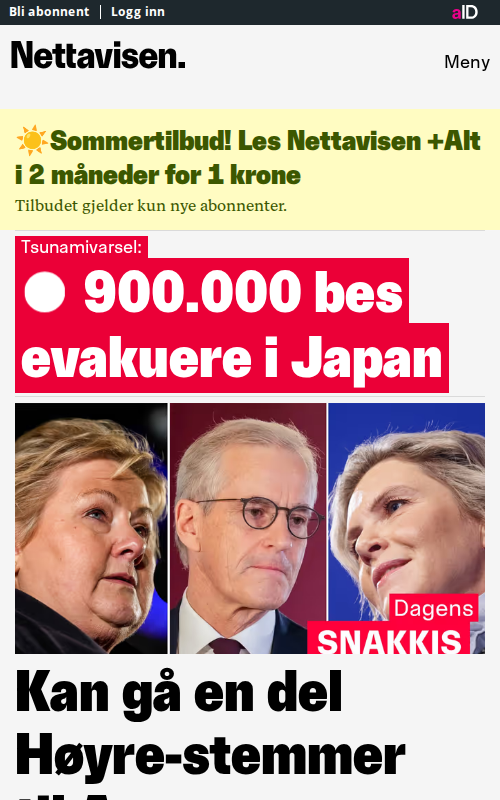 Bli abonnent | Logg inn
aID
Nettavisen.
Meny
☀️Sommertilbud! Les Nettavisen +Alt
i 2 måneder for 1 krone
Tilbudet gjelder kun nye abonnenter.
Tsunamivarsel:
900.000 bes
evakuere i Japan
Dagens
SNAKKIS
Kan gå en del
Høyre-stemmer